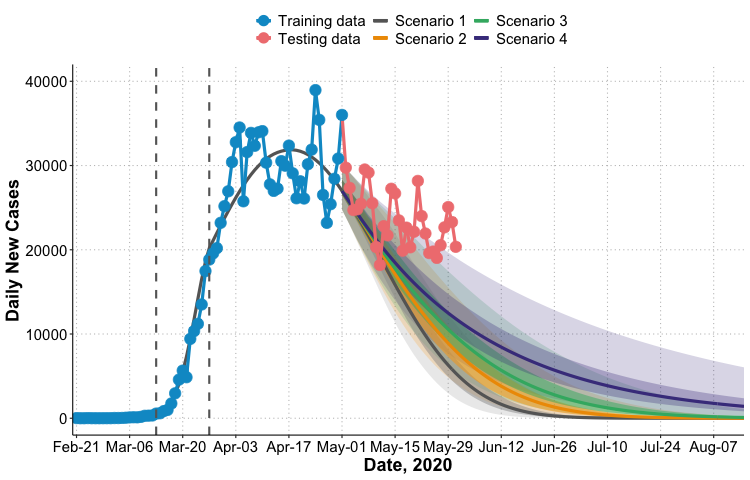 Training data Scenario 1 Scenario 3
Testing data Scenario 2 Scenario 4
Daily New Cases
40000
30000
20000
10000
0
Feb-21 Mar-06 Mar-20 Apr-03 Apr-17 May-01 May-15 May-29 Jun-12 Jun-26 Jul-10 Jul-24 Aug-07
Date, 2020